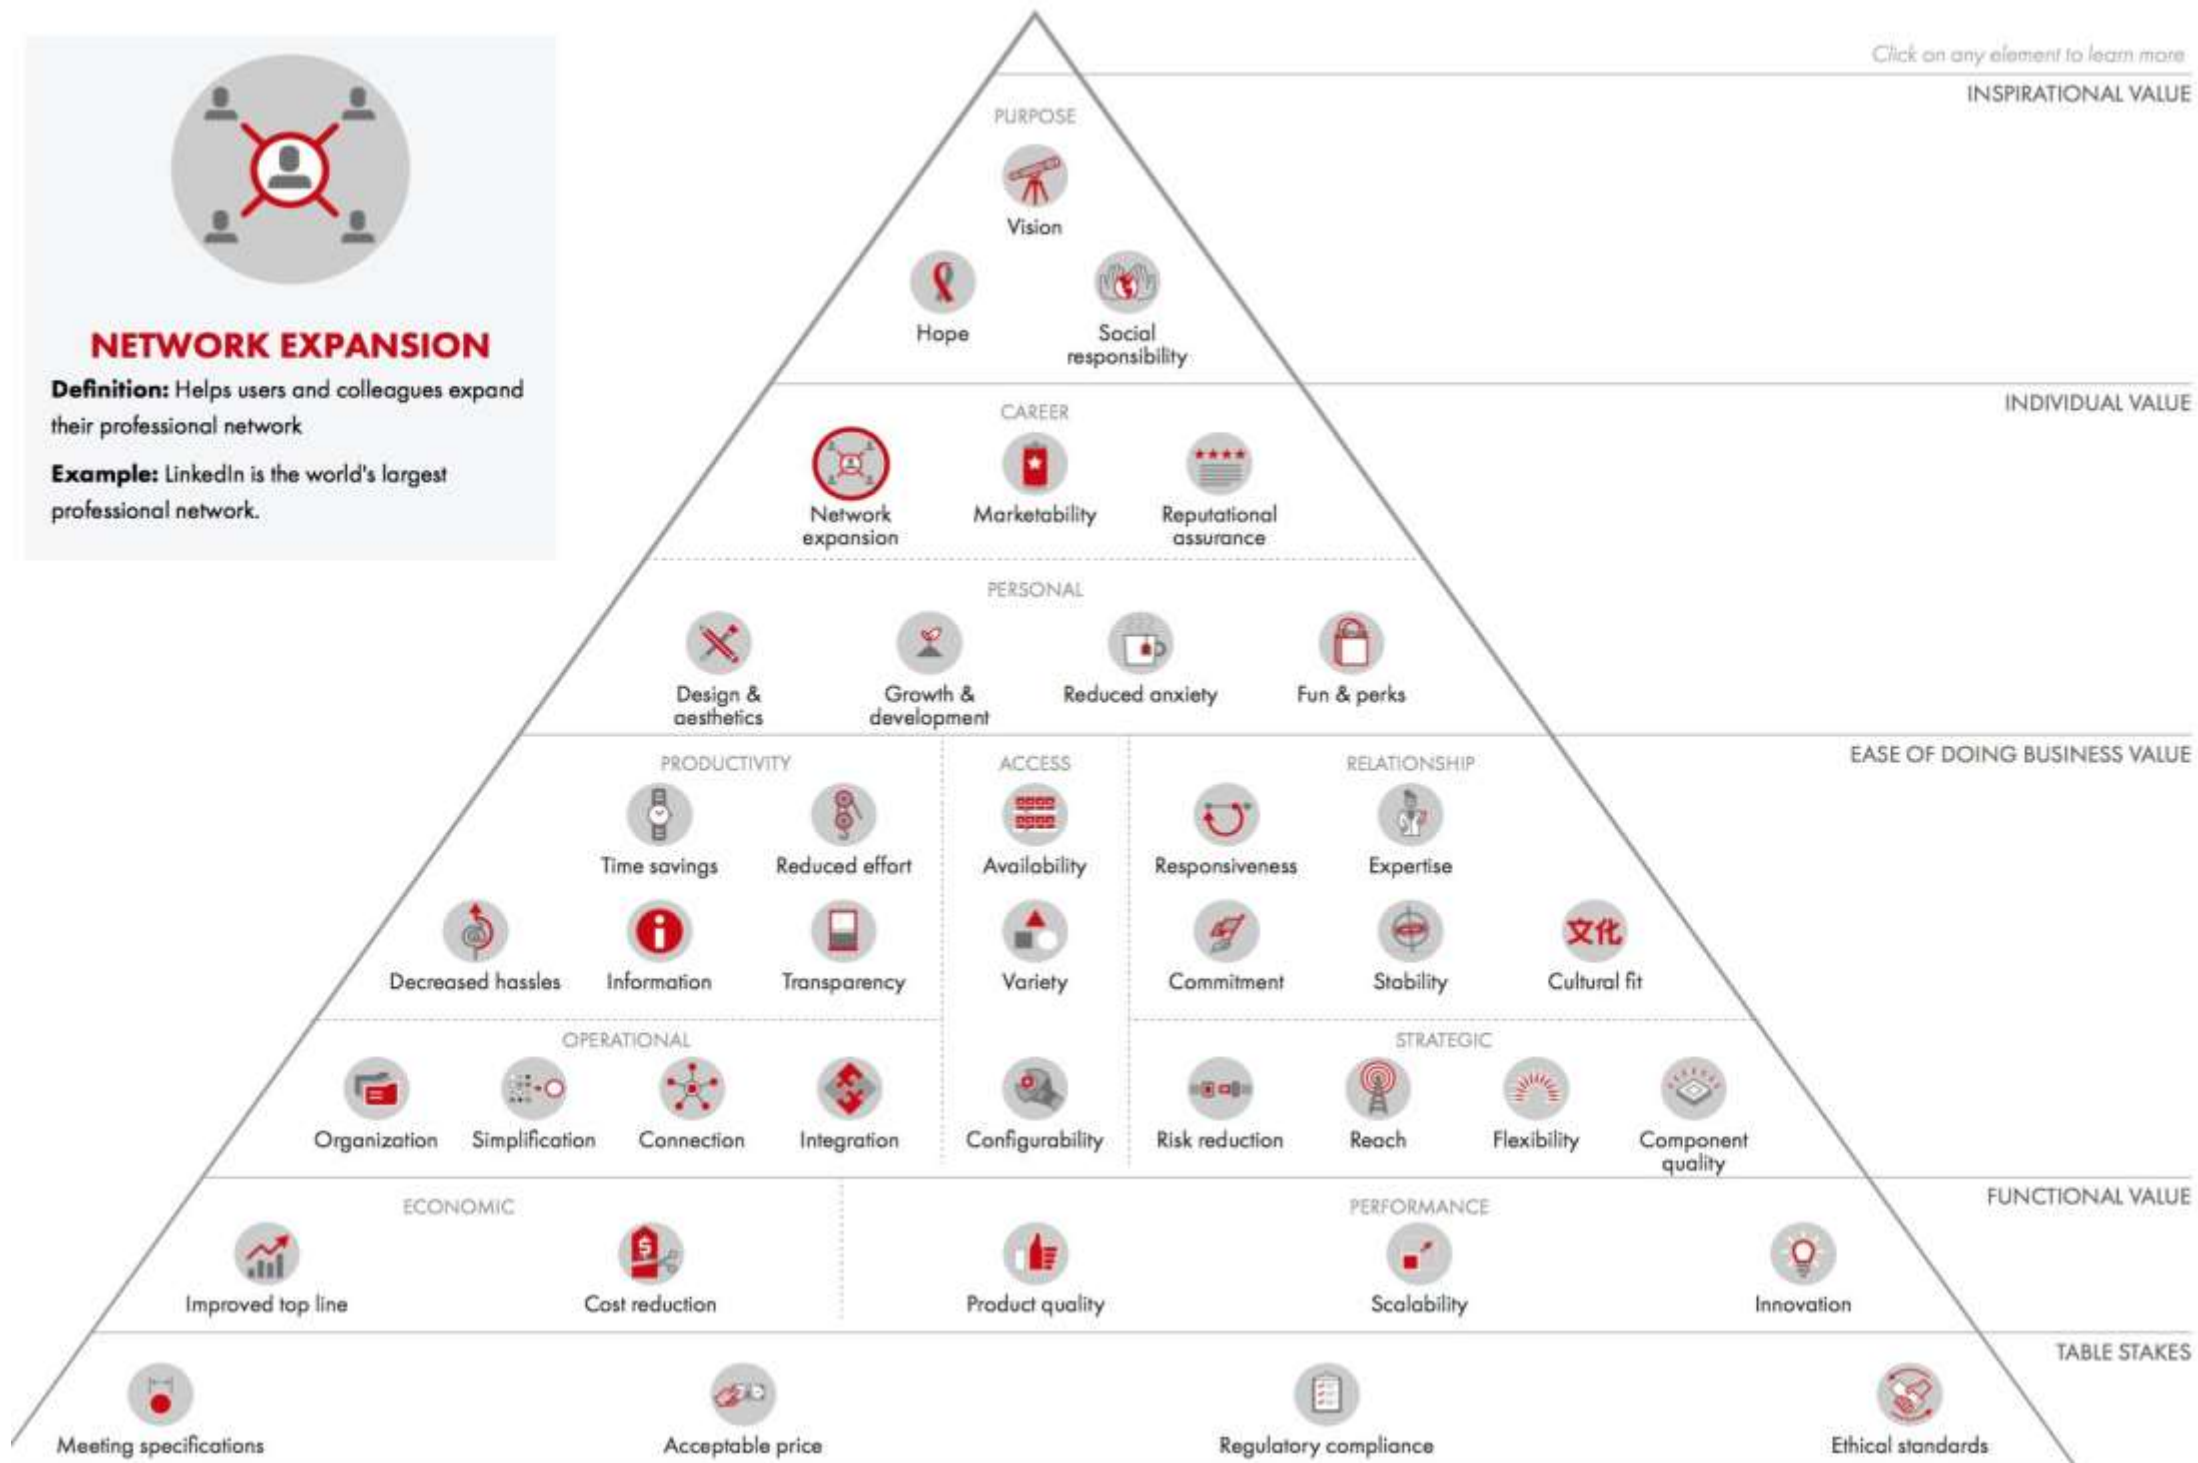 NETWORK EXPANSION
Definition: Helps users and colleagues expand
their professional network
Example: LinkedIn is the world's largest
professional network.
Click on any element to learn more
INSPIRATIONAL VALUE
PURPOSE
Vision
Hope
Social
responsibility
INDIVIDUAL VALUE
CAREER
Network
expansion
Marketability
Reputational
assurance
PERSONAL
Design &
aesthetics
Growth &
development
Reduced anxiety
Fun & perks
EASE OF DOING BUSINESS VALUE
PRODUCTIVITY
Time savings
Reduced effort
Decreased hassles
Information
Transparency
ACCESS
Availability
Variety
Configurability
RELATIONSHIP
Responsiveness
Expertise
Commitment
Stability
文化
Cultural fit
OPERATIONAL
Organization
Simplification
Connection
Integration
STRATEGIC
Risk reduction
Reach
Flexibility
Component
quality
FUNCTIONAL VALUE
ECONOMIC
Improved top line
Cost reduction
PERFORMANCE
Product quality
Scalability
Innovation
TABLE STAKES
Meeting specifications
Acceptable price
Regulatory compliance
Ethical standards